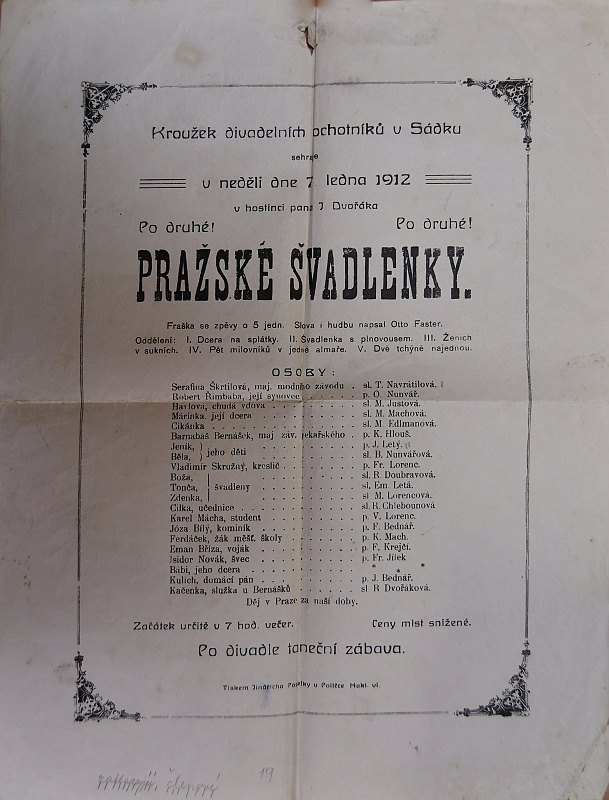 Kroužek divadelních ochotníků v Sádku
sehraje
v neděli dne 7 ledna 1912
v hostinci pana J Dvořáka
Po druhé! Po druhé!
PRAŽSKÉ ŠVADLENKY.
Fraška se zpěvy o 5 jedn. Slova i hudbu napsal Otto Faster.
Oddělení: I. Dcera na splátky. II. Švadlenka s plnovousem. III. Ženich
v sukních. IV. Pět milovníků v jedné almaře. V. Dvě tchýně najednou.
OSOBY:
Serafina Škrtilová, maj. modního závodu . sl. T. Navrátilová.
Robert Řimbaba, její synovec . . . . . . p. O. Nunvář.
Havlova, chudá vdova . . . . . . . . sl. M. Justová.
Márinka, její dcera . . . . . . . . sl. M. Machová.
Cikánka . . . . . . . . . . . sl. M Edlmanová.
Barnabáš Bernášek, maj záv. pekařského . p. K. Hlouš.
Jeník, } p. J. Letý.
Běla, } jeho děti . . . . . . . . sl. B. Nunvářová.
Vladimír Skružný, kreslič . . . . . . . p. Fr. Lorenc.
Boža, sl. R. Doubravová.
Tonča, } švadleny . . . . . . . sl. Em. Letá.
Zdenka, sl M. Lorencová.
Cilka, učednice . . . . . . . . . sl. R. Chlebounová
Karel Mácha, student . . . . . . . . p. V. Lorenc.
Józa Bílý, kominík . . . . . . . . . p. F. Bednář.
Ferdáček, žák měšť. školy . . . . . . . p. K. Mach.
Eman Bříza, voják . . . . . . . . . p. F. Krejčí.
Isidor Novák, švec . . . . . . . . . p. Fr. Jílek
Bábi, jeho dcera . . . . . . . . . * * *
Kulich, domácí pán . . . . . . . . . p. J. Bednář.
Kačenka, služka u Bernášků . . . . . . sl R Dvořáková.
Děj v Praze za naší doby.
Začátek určitě v 7 hod. večer. Ceny míst snížené.
Po divadle taneční zábava.
Tiskem Jindřicha Popelky v Poličce Nakl. vl.
19